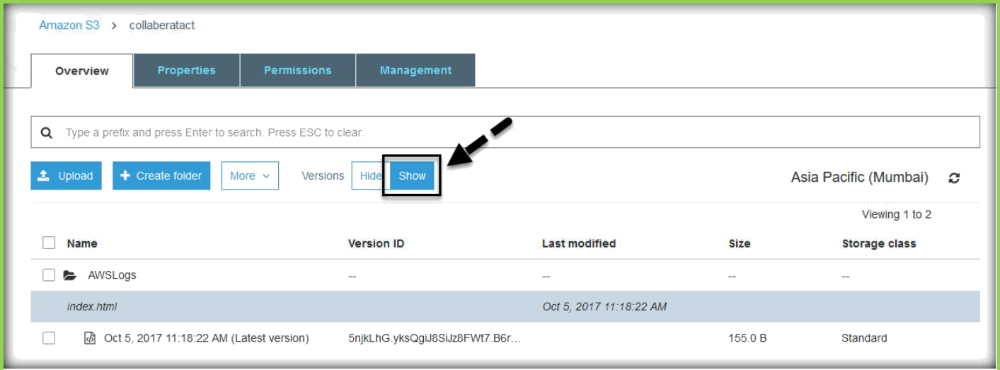 Amazon S3 > collaberatact
Overview Properties Permissions Management
Type a prefix and press Enter to search. Press ESC to clear.
Upload + Create folder More Versions Hide Show Asia Pacific (Mumbai)
Viewing 1 to 2
Name Version ID Last modified Size Storage class
AWSLogs -- -- -- --
index.html Oct 5, 2017 11:18:22 AM
Oct 5, 2017 11:18:22 AM (Latest version) 5njkLhG.yksQgiJ8SiJz8FWt7.B6r... 155.0 B Standard